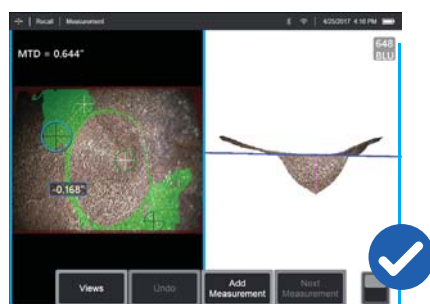 Recall | Measurement
4/25/2017 4:16 PM
MTD = 0.644"
648
BLU
-0.168"
Views
Undo
Add
Measurement
Next
Measurement